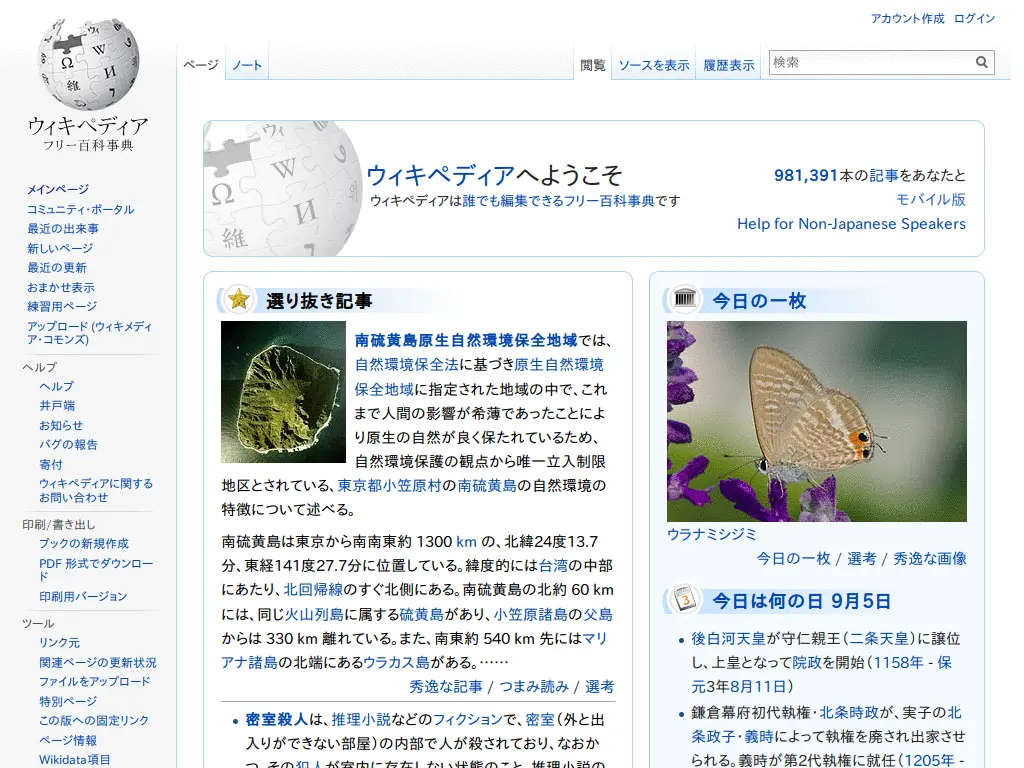 アカウント作成 ログイン
ページ ノート 閲覧 ソースを表示 履歴表示 検索
Ω W И 維 7
ウィキペディア
フリー百科事典
メインページ
コミュニティ・ポータル
最近の出来事
新しいページ
最近の更新
おまかせ表示
練習用ページ
アップロード (ウィキメディ
ア・コモンズ)
ヘルプ
ヘルプ
井戸端
お知らせ
バグの報告
寄付
ウィキペディアに関する
お問い合わせ
印刷/書き出し
ブックの新規作成
PDF 形式でダウンロー
ド
印刷用バージョン
ツール
リンク元
関連ページの更新状況
ファイルをアップロード
特別ページ
この版への固定リンク
ページ情報
Wikidata項目
Ω W И 維 7
ウィキペディアへようこそ
ウィキペディアは誰でも編集できるフリー百科事典です
981,391本の記事をあなたと
モバイル版
Help for Non-Japanese Speakers
選り抜き記事
南硫黄島原生自然環境保全地域では、
自然環境保全法に基づき原生自然環境
保全地域に指定された地域の中で、これ
まで人間の影響が希薄であったことによ
り原生の自然が良く保たれているため、
自然環境保護の観点から唯一立入制限
地区とされている、東京都小笠原村の南硫黄島の自然環境の
特徴について述べる。
南硫黄島は東京から南南東約 1300 km の、北緯24度13.7
分、東経141度27.7分に位置している。緯度的には台湾の中部
にあたり、北回帰線のすぐ北側にある。南硫黄島の北約 60 km
には、同じ火山列島に属する硫黄島があり、小笠原諸島の父島
からは 330 km 離れている。また、南東約 540 km 先にはマリ
アナ諸島の北端にあるウラカス島がある。……
秀逸な記事 / つまみ読み / 選考
密室殺人は、推理小説などのフィクションで、密室（外と出
入りができない部屋）の内部で人が殺されており、なおか
つ、その犯人が室内に存在しない状態のこと。推理小説の
今日の一枚
ウラナミシジミ
今日の一枚 / 選考 / 秀逸な画像
3
今日は何の日 9月5日
後白河天皇が守仁親王（二条天皇）に譲位
し、上皇となって院政を開始（1158年 - 保
元3年8月11日）
鎌倉幕府初代執権・北条時政が、実子の北
条政子・義時によって執権を廃され出家させ
られる。義時が第2代執権に就任（1205年 -